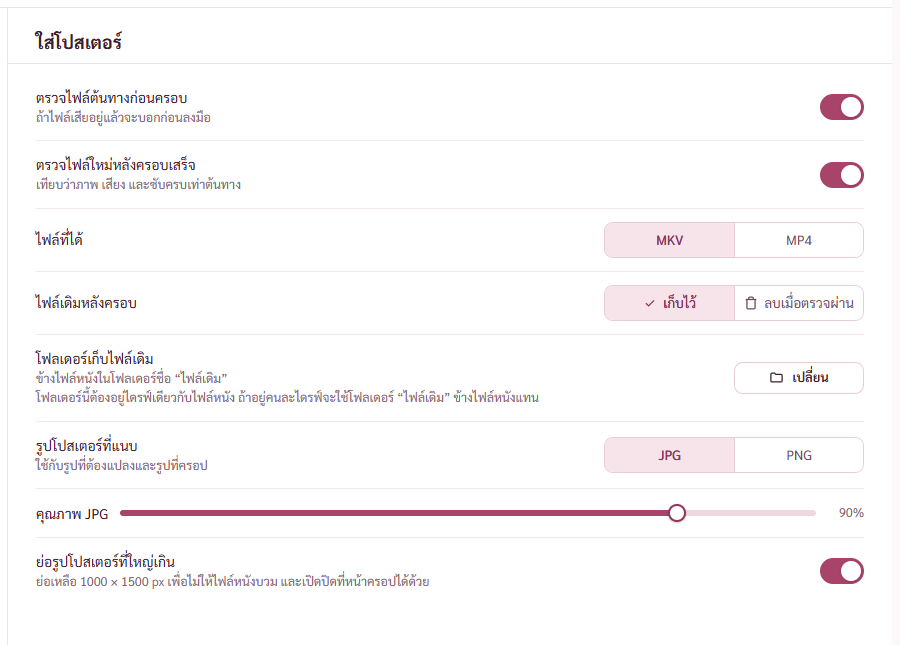 ใส่โปสเตอร์
ตรวจไฟล์ต้นทางก่อนครอบ
ถ้าไฟล์เสียอยู่แล้วจะบอกก่อนลงมือ
ตรวจไฟล์ใหม่หลังครอบเสร็จ
เทียบว่าภาพ เสียง และซับครบเท่าต้นทาง
ไฟล์ที่ได้
MKV
MP4
ไฟล์เดิมหลังครอบ
เก็บไว้
ลบเมื่อตรวจผ่าน
โฟลเดอร์เก็บไฟล์เดิม
ข้างไฟล์หนังในโฟลเดอร์ชื่อ “ไฟล์เดิม”
โฟลเดอร์นี้ต้องอยู่ไดรฟ์เดียวกับไฟล์หนัง ถ้าอยู่คนละไดรฟ์จะใช้โฟลเดอร์ “ไฟล์เดิม” ข้างไฟล์หนังแทน
เปลี่ยน
รูปโปสเตอร์ที่แนบ
ใช้กับรูปที่ต้องแปลงและรูปที่ครอป
JPG
PNG
คุณภาพ JPG
90%
ย่อรูปโปสเตอร์ที่ใหญ่เกิน
ย่อเหลือ 1000 × 1500 px เพื่อไม่ให้ไฟล์หนังบวม และเปิดปิดที่หน้าครอปได้ด้วย